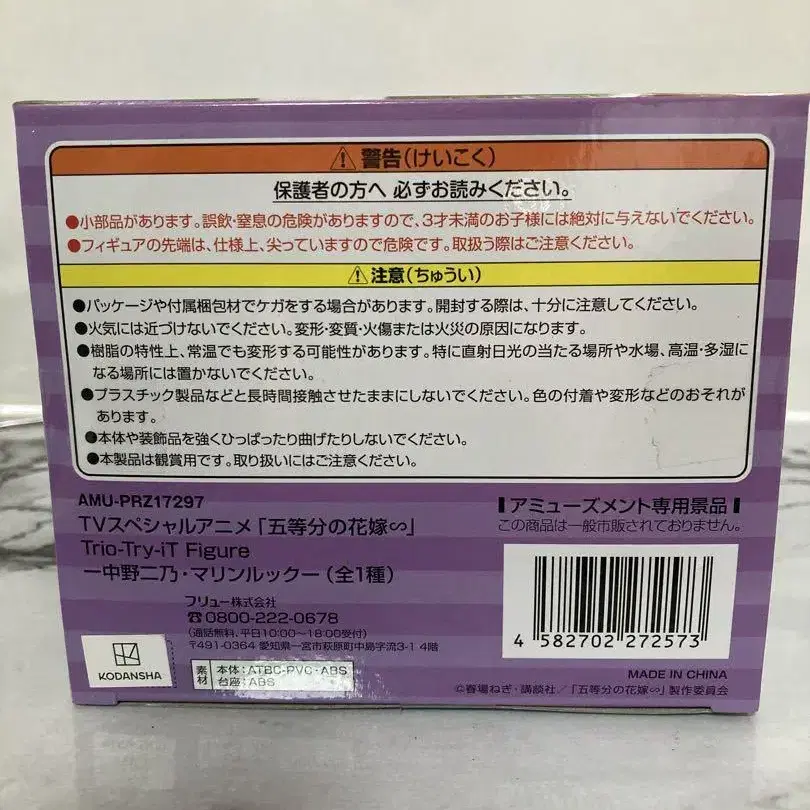 ⚠警告(けいこく)
保護者の方へ 必ずお読みください。
●小部品があります。誤飲・窒息の危険がありますので、3才未満のお子様には絶対に与えないでください。
●フィギュアの先端は、仕様上、尖っていますので危険です。取扱う際はご注意ください。
⚠注意(ちゅうい)
●パッケージや付属梱包材でケガをする場合があります。開封する際は、十分に注意してください。
●火気には近づけないでください。変形・変質・火傷または火災の原因になります。
●樹脂の特性上、常温でも変形する可能性があります。特に直射日光の当たる場所や水場、高温・多湿に
なる場所には置かないでください。
●プラスチック製品などと長時間接触させたままにしないでください。色の付着や変形などのおそれが
あります。
●本体や装飾品を強くひっぱったり曲げたりしないでください。
●本製品は観賞用です。取り扱いにはご注意ください。
AMU-PRZ17297
TVスペシャルアニメ「五等分の花嫁∽」
Trio-Try-iT Figure
ー中野二乃・マリンルックー(全1種)
フリュー株式会社
☎0800-222-0678
(通話無料、平日10:00~18:00受付)
〒491-0364 愛知県一宮市萩原町中島字流3-1 4階
KODANSHA
素材
本体:ATBC-PVC・ABS
台座:ABS
┃アミューズメント専用景品┃
この商品は一般市販されておりません。
4 582702 272573
MADE IN CHINA
©春場ねぎ・講談社/「五等分の花嫁∽」製作委員会